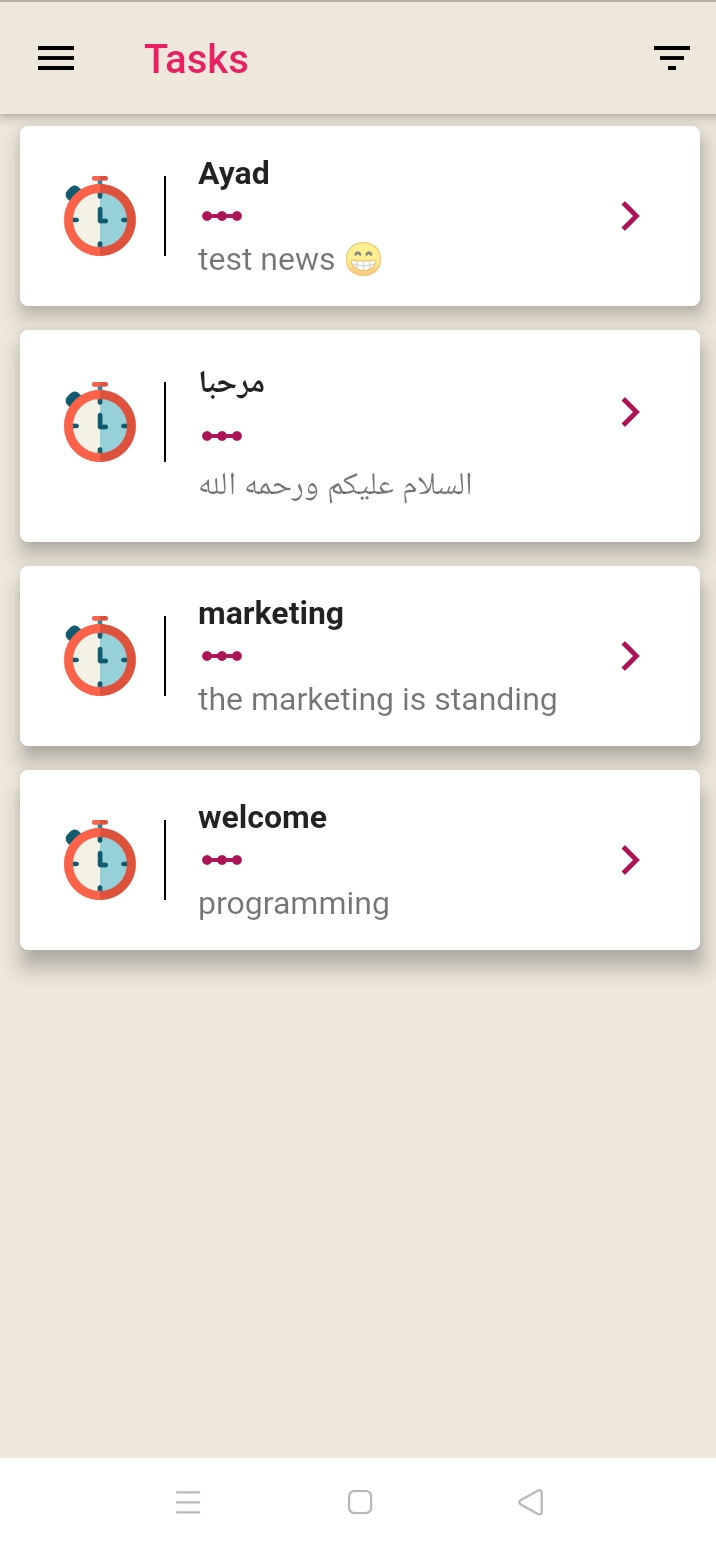 Tasks
Ayad
test news 😁
مرحبا
السلام عليكم ورحمه الله
marketing
the marketing is standing
welcome
programming